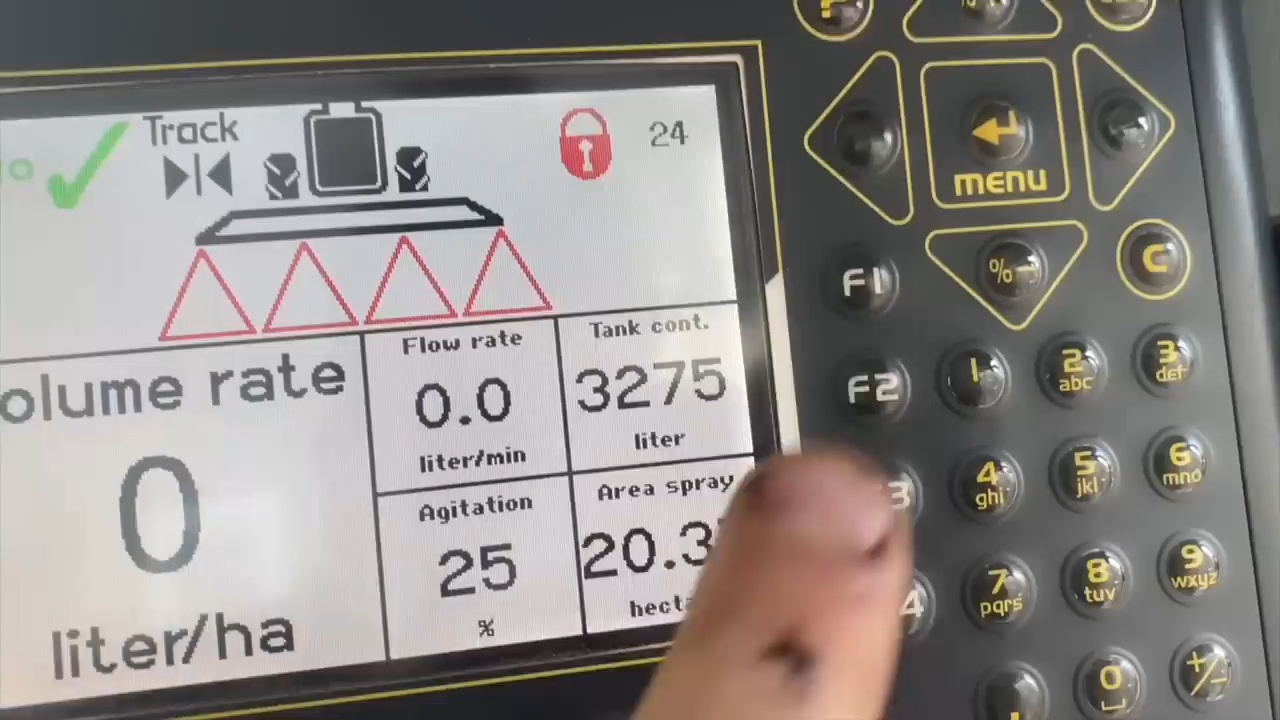 Track
24
olume rate
0
liter/ha
Flow rate
0.0
liter/min
Tank cont.
3275
liter
Agitation
25
%
Area spray
20.3
hect
menu
F1
%-
C
F2
1
2
abc
3
def
3
4
ghi
5
jkl
6
mno
4
7
pqrs
8
tuv
9
wxyz
0
+/-